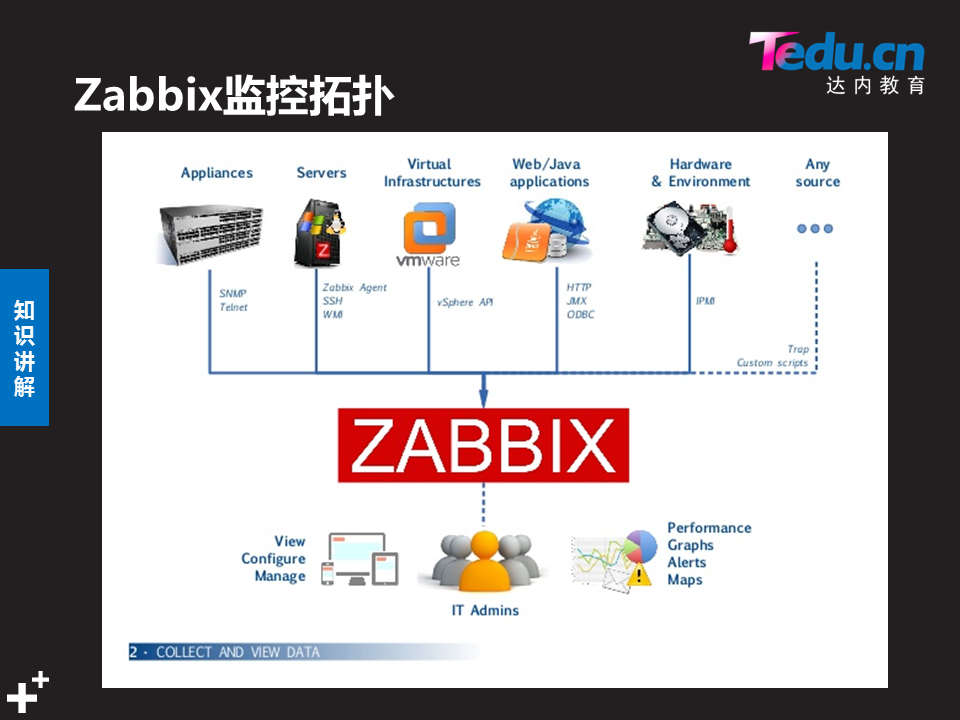 Tedu.cn
达内教育
Zabbix监控拓扑
知
识
讲
解
Appliances
Servers
Virtual
Infrastructures
Web/Java
applications
Hardware
& Environment
Any
source
Z
vmware
SNMP
Telnet
Zabbix Agent
SSH
WMI
vSphere API
HTTP
JMX
ODBC
IPMI
Trap
Custom scripts
ZABBIX
View
Configure
Manage
IT Admins
Performance
Graphs
Alerts
Maps
2 · COLLECT AND VIEW DATA